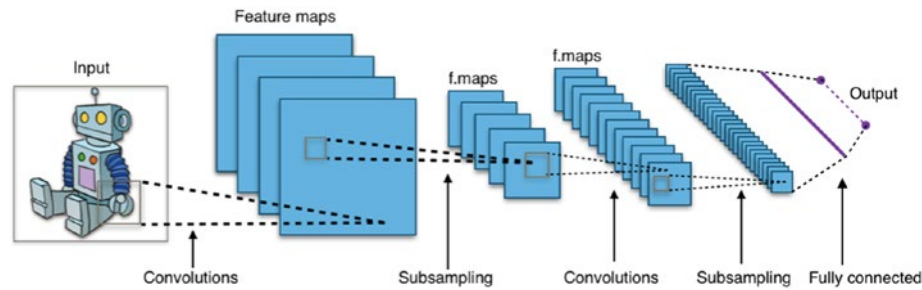 Feature maps
Input
f.maps
f.maps
Output
Convolutions
Subsampling
Convolutions
Subsampling
Fully connected